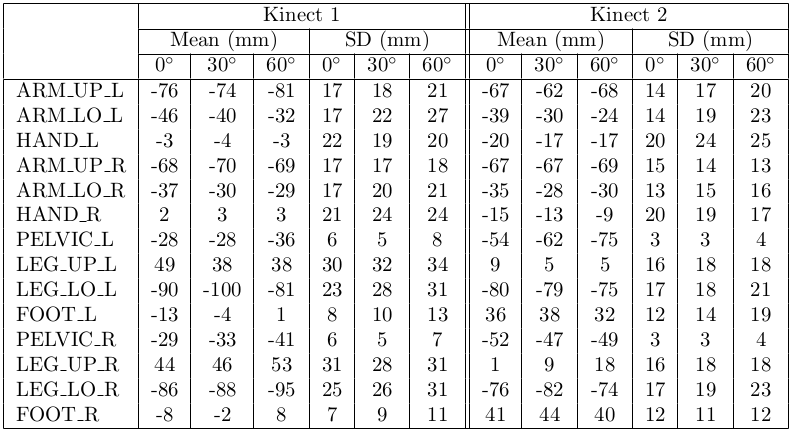 Kinect 1 Kinect 2
Mean (mm) SD (mm) Mean (mm) SD (mm)
0° 30° 60° 0° 30° 60° 0° 30° 60° 0° 30° 60°
ARM_UP_L -76 -74 -81 17 18 21 -67 -62 -68 14 17 20
ARM_LO_L -46 -40 -32 17 22 27 -39 -30 -24 14 19 23
HAND_L -3 -4 -3 22 19 20 -20 -17 -17 20 24 25
ARM_UP_R -68 -70 -69 17 17 18 -67 -67 -69 15 14 13
ARM_LO_R -37 -30 -29 17 20 21 -35 -28 -30 13 15 16
HAND_R 2 3 3 21 24 24 -15 -13 -9 20 19 17
PELVIC_L -28 -28 -36 6 5 8 -54 -62 -75 3 3 4
LEG_UP_L 49 38 38 30 32 34 9 5 5 16 18 18
LEG_LO_L -90 -100 -81 23 28 31 -80 -79 -75 17 18 21
FOOT_L -13 -4 1 8 10 13 36 38 32 12 14 19
PELVIC_R -29 -33 -41 6 5 7 -52 -47 -49 3 3 4
LEG_UP_R 44 46 53 31 28 31 1 9 18 16 18 18
LEG_LO_R -86 -88 -95 25 26 31 -76 -82 -74 17 19 23
FOOT_R -8 -2 8 7 9 11 41 44 40 12 11 12